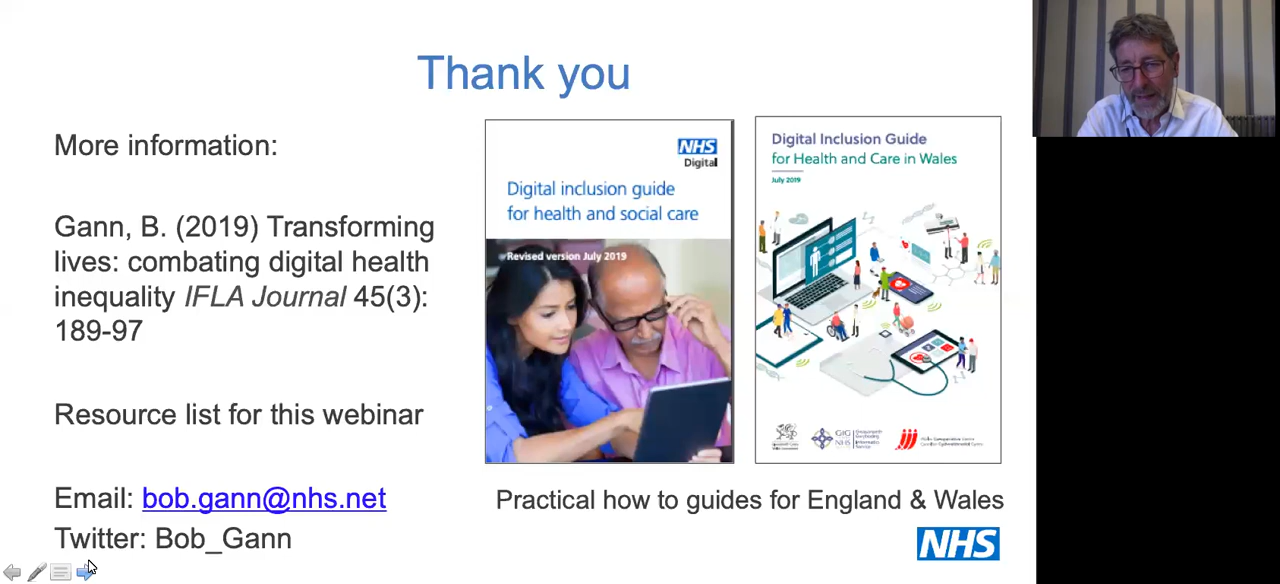 Thank you
More information:
Gann, B. (2019) Transforming
lives: combating digital health
inequality IFLA Journal 45(3):
189-97
Resource list for this webinar
Email: bob.gann@nhs.net
Twitter: Bob_Gann
NHS
Digital
Digital inclusion guide
for health and social care
Revised version July 2019
Digital Inclusion Guide
for Health and Care in Wales
July 2019
GIG
NHS
Practical how to guides for England & Wales
NHS